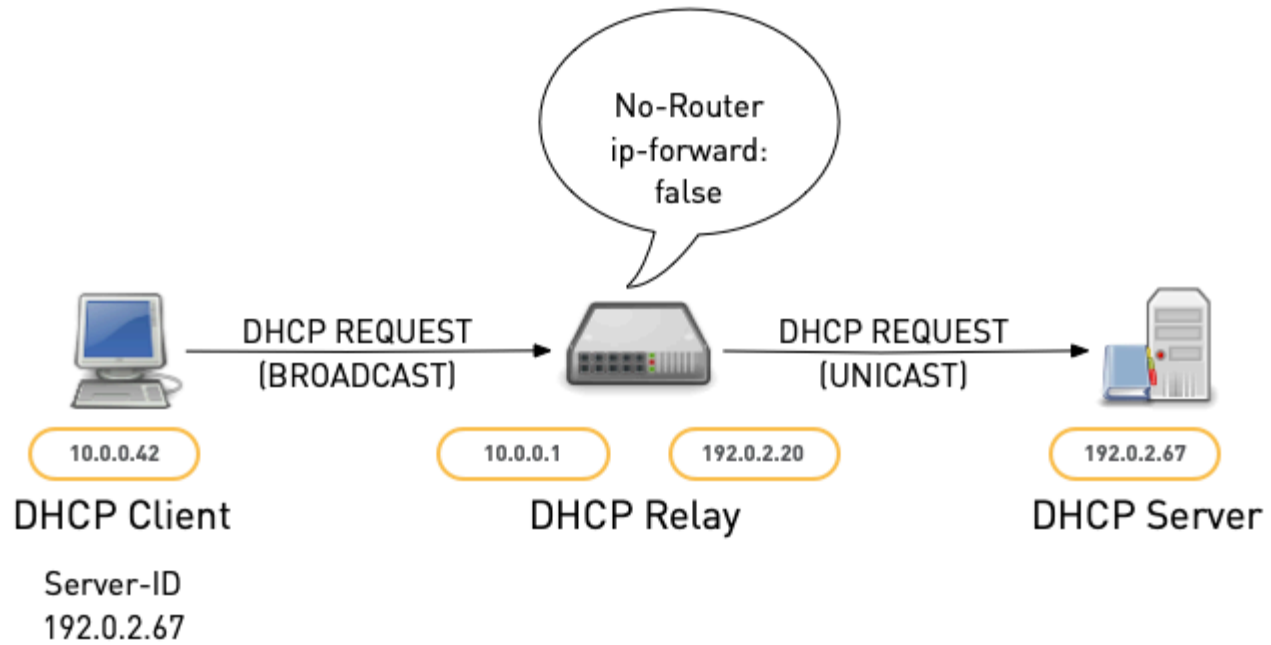 No-Router
ip-forward:
false
DHCP REQUEST
(BROADCAST)
DHCP REQUEST
(UNICAST)
10.0.0.42
10.0.0.1
192.0.2.20
192.0.2.67
DHCP Client
DHCP Relay
DHCP Server
Server-ID
192.0.2.67